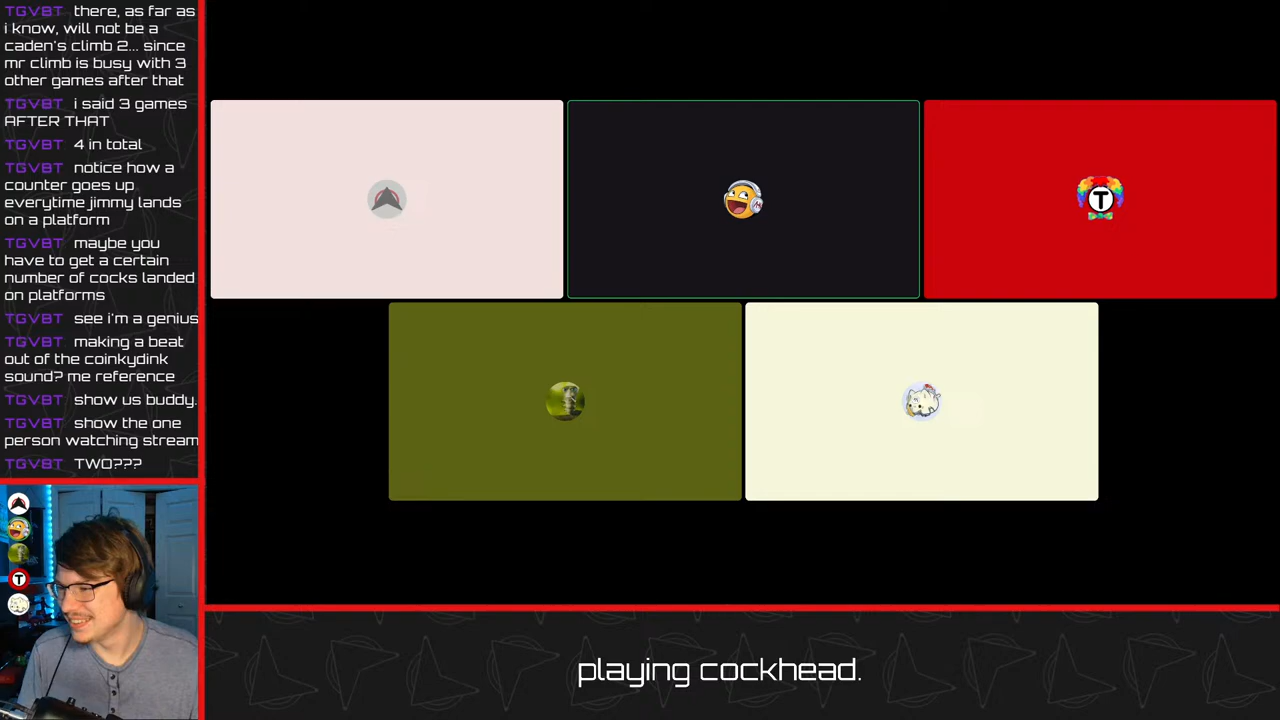 TGVBT there, as far as
i know, will not be a
caden's climb 2... since
mr climb is busy with 3
other games after that
TGVBT i said 3 games
AFTER THAT
TGVBT 4 in total
TGVBT notice how a
counter goes up
everytime jimmy lands
on a platform
TGVBT maybe you
have to get a certain
number of cocks landed
on platforms
TGVBT see i'm a genius
TGVBT making a beat
out of the coinkydink
sound? me reference
TGVBT show us buddy.
TGVBT show the one
person watching stream
TGVBT TWO???
T
T
playing cockhead.